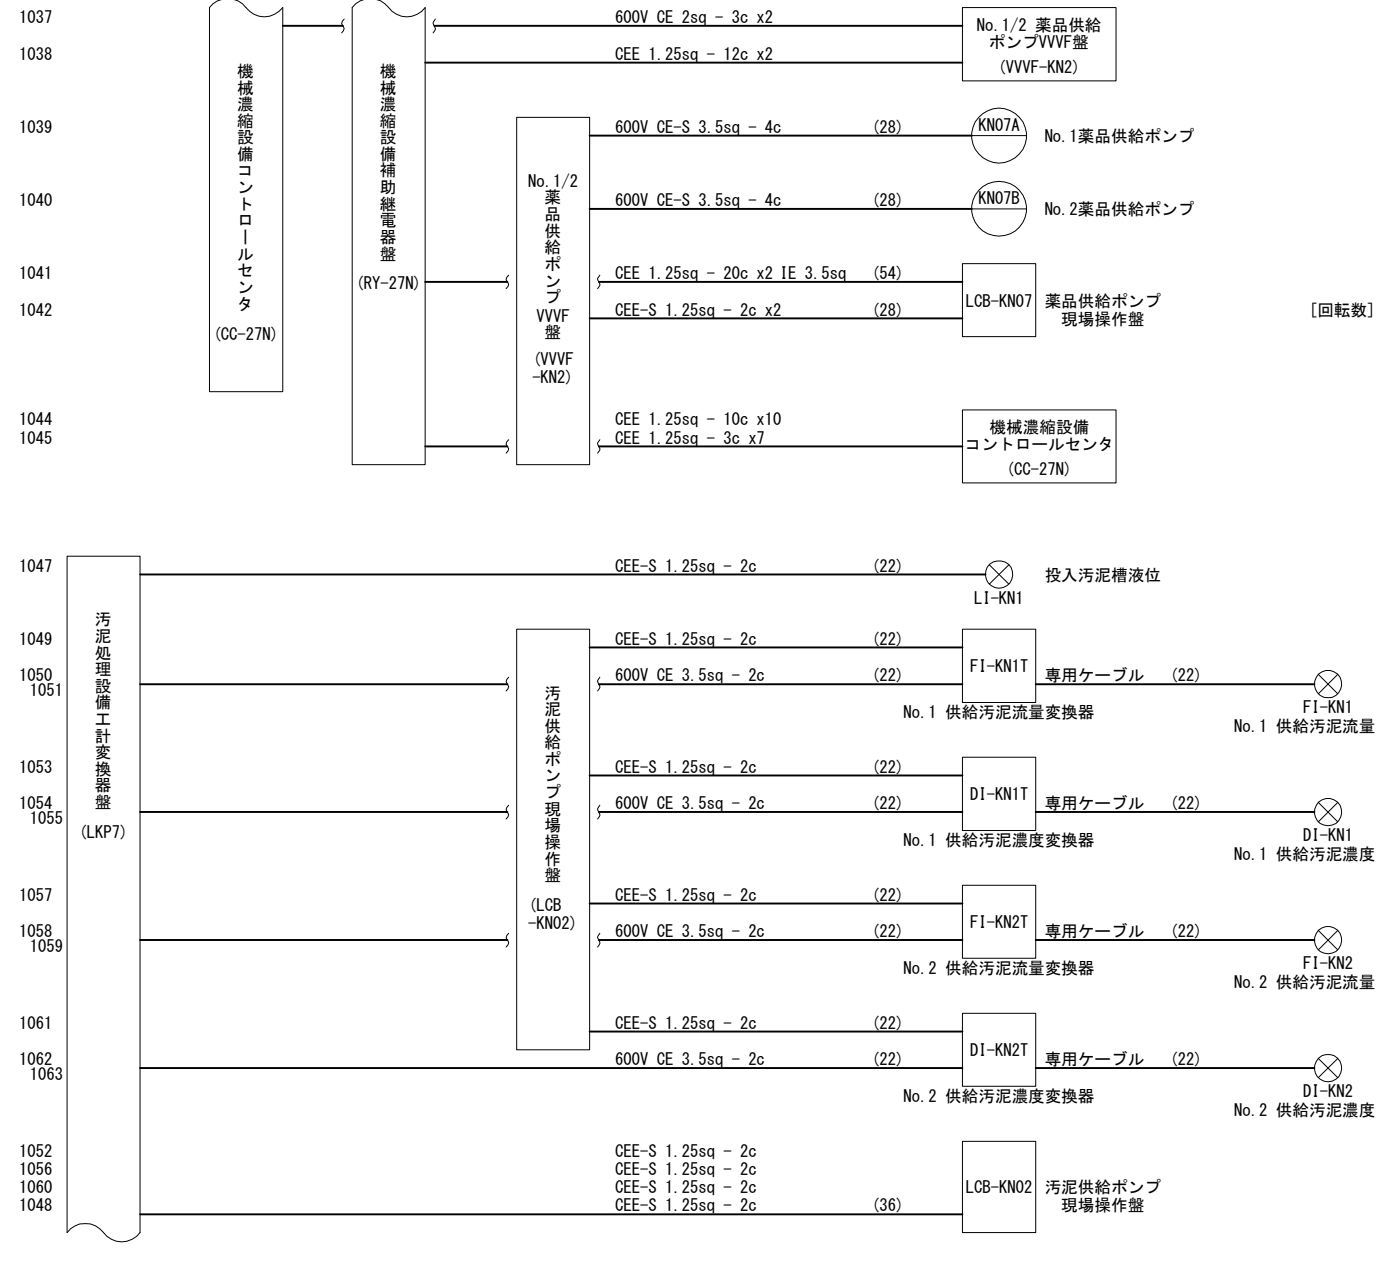 1037
600V CE 2sq - 3c x2
No.1/2 薬品供給
ポンプVVVF盤
(VVVF-KN2)
1038
CEE 1.25sq - 12c x2
機械濃縮設備コントロールセンタ
(CC-27N)
機械濃縮設備補助継電器盤
(RY-27N)
No.1/2
薬品供給ポンプ
VVVF
盤
(VVVF
-KN2)
1039
600V CE-S 3.5sq - 4c
(28)
KN07A
No.1薬品供給ポンプ
1040
600V CE-S 3.5sq - 4c
(28)
KN07B
No.2薬品供給ポンプ
1041
CEE 1.25sq - 20c x2 IE 3.5sq
(54)
1042
CEE-S 1.25sq - 2c x2
(28)
LCB-KN07
薬品供給ポンプ
現場操作盤
[回転数]
1044
CEE 1.25sq - 10c x10
1045
CEE 1.25sq - 3c x7
機械濃縮設備
コントロールセンタ
(CC-27N)
汚泥処理設備工計変換器盤
(LKP7)
1047
CEE-S 1.25sq - 2c
(22)
LI-KN1
投入汚泥槽液位
汚泥供給ポンプ現場操作盤
(LCB
-KN02)
1049
CEE-S 1.25sq - 2c
(22)
1050
1051
600V CE 3.5sq - 2c
(22)
FI-KN1T
No.1 供給汚泥流量変換器
専用ケーブル
(22)
FI-KN1
No.1 供給汚泥流量
1053
CEE-S 1.25sq - 2c
(22)
1054
1055
600V CE 3.5sq - 2c
(22)
DI-KN1T
No.1 供給汚泥濃度変換器
専用ケーブル
(22)
DI-KN1
No.1 供給汚泥濃度
1057
CEE-S 1.25sq - 2c
(22)
1058
1059
600V CE 3.5sq - 2c
(22)
FI-KN2T
No.2 供給汚泥流量変換器
専用ケーブル
(22)
FI-KN2
No.2 供給汚泥流量
1061
CEE-S 1.25sq - 2c
(22)
1062
1063
600V CE 3.5sq - 2c
(22)
DI-KN2T
No.2 供給汚泥濃度変換器
専用ケーブル
(22)
DI-KN2
No.2 供給汚泥濃度
1052
CEE-S 1.25sq - 2c
1056
CEE-S 1.25sq - 2c
1060
CEE-S 1.25sq - 2c
1048
CEE-S 1.25sq - 2c
(36)
LCB-KN02
汚泥供給ポンプ
現場操作盤